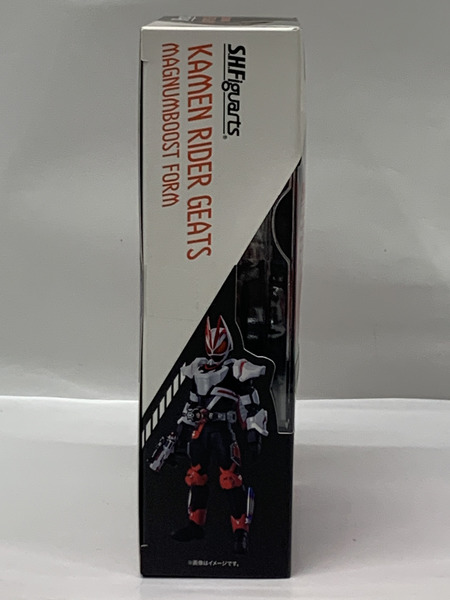 S.H.Figuarts®
KAMEN RIDER GEATS
MAGNUMBOOST FORM
※画像はイメージです。